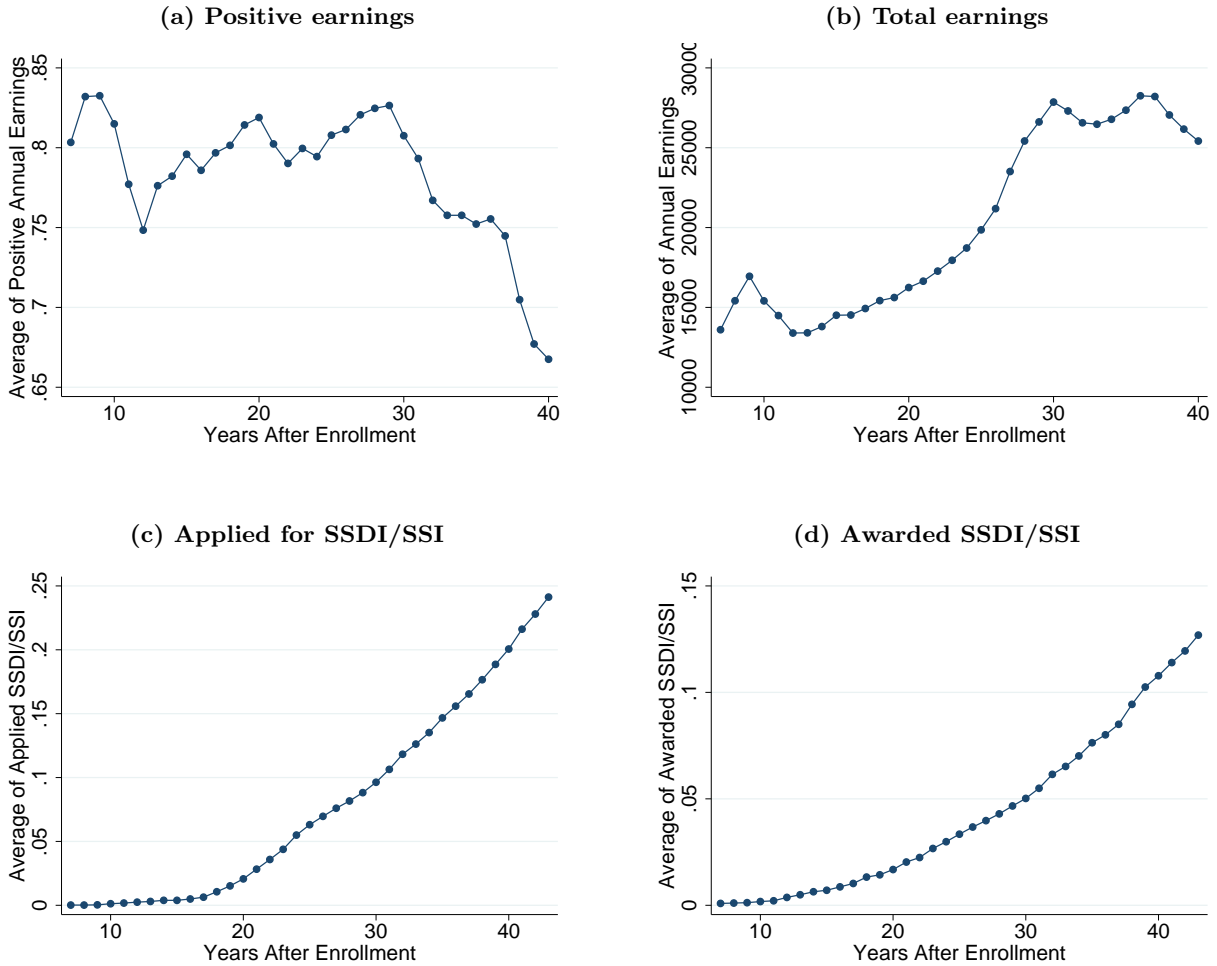 (a) Positive earnings
Average of Positive Annual Earnings
.85
.8
.75
.7
.65
10 20 30 40
Years After Enrollment
(b) Total earnings
Average of Annual Earnings
30000
25000
20000
15000
10000
10 20 30 40
Years After Enrollment
(c) Applied for SSDI/SSI
Average of Applied SSDI/SSI
.25
.2
.15
.1
.05
0
10 20 30 40
Years After Enrollment
(d) Awarded SSDI/SSI
Average of Awarded SSDI/SSI
.15
.1
.05
0
10 20 30 40
Years After Enrollment